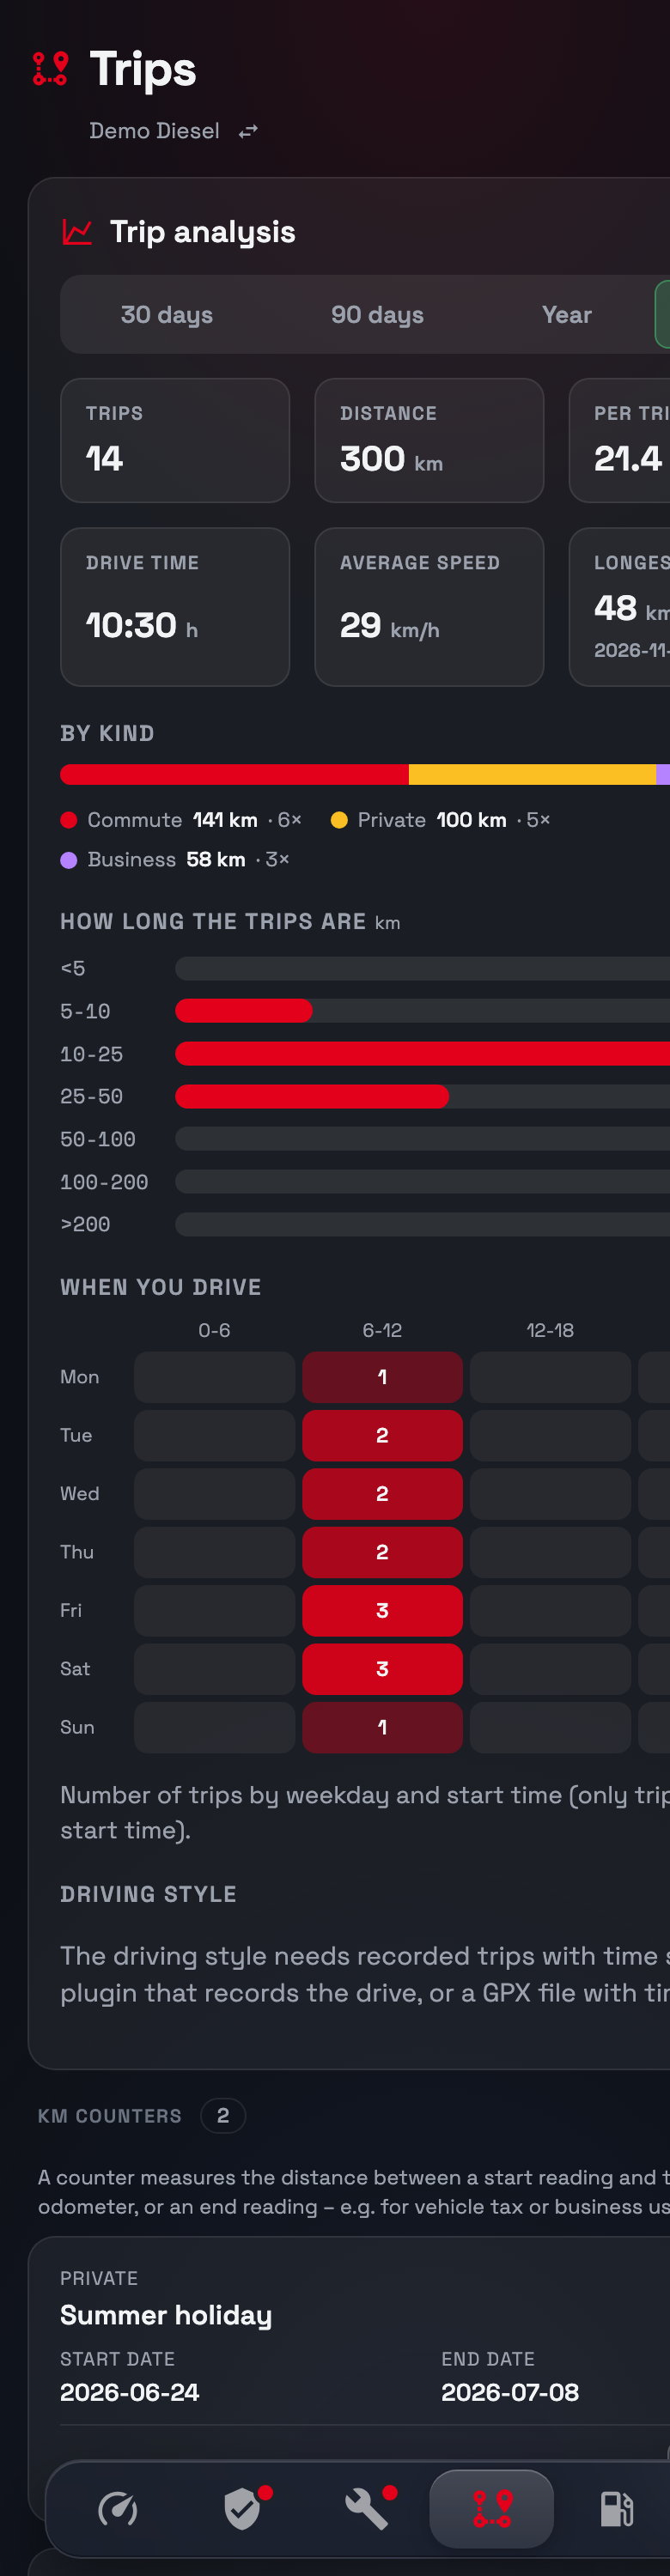 Trips
Demo Diesel
Trip analysis
30 days 90 days Year
TRIPS DISTANCE PER TRI
14 300 km 21.4
DRIVE TIME AVERAGE SPEED LONGES
10:30 h 29 km/h 48 km
2026-11-
BY KIND
Commute 141 km · 6× Private 100 km · 5×
Business 58 km · 3×
HOW LONG THE TRIPS ARE km
<5
5-10
10-25
25-50
50-100
100-200
>200
WHEN YOU DRIVE
0-6 6-12 12-18
Mon 1
Tue 2
Wed 2
Thu 2
Fri 3
Sat 3
Sun 1
Number of trips by weekday and start time (only trip
start time).
DRIVING STYLE
The driving style needs recorded trips with time s
plugin that records the drive, or a GPX file with tim
KM COUNTERS 2
A counter measures the distance between a start reading and t
odometer, or an end reading – e.g. for vehicle tax or business us
PRIVATE
Summer holiday
START DATE END DATE
2026-06-24 2026-07-08